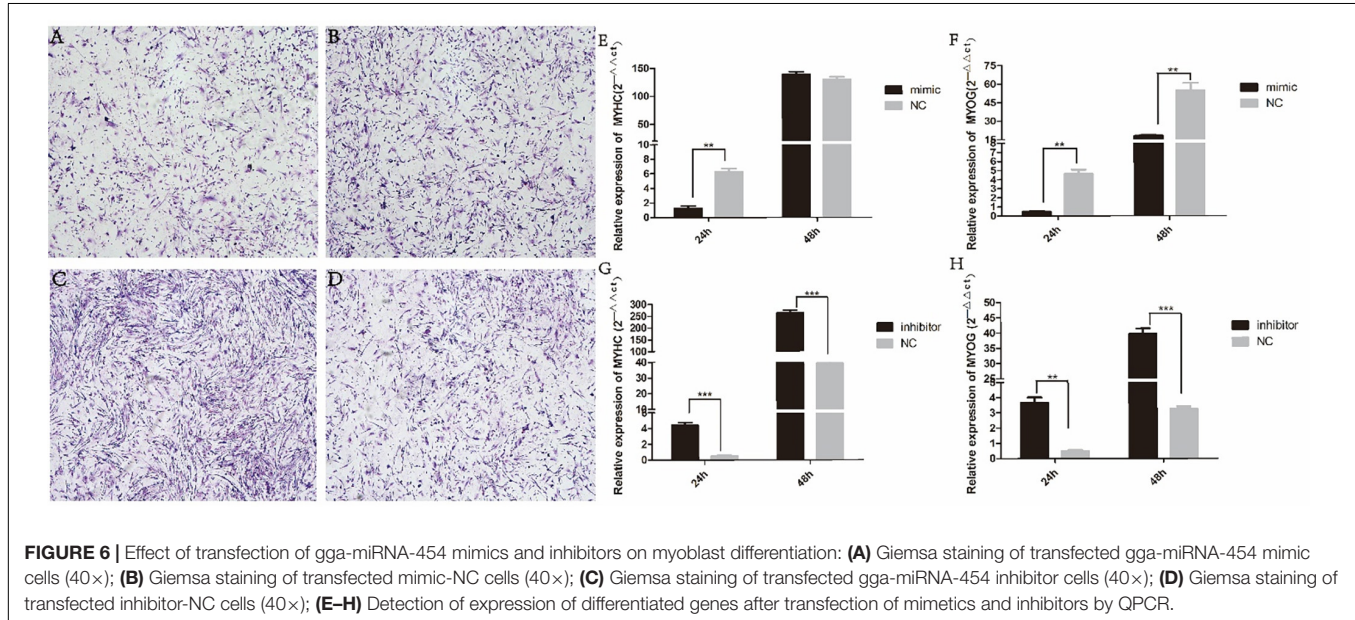 A
B
C
D
E
Relative expression of MYHC(2⁻△△ct)
150
100
50
10
8
6
4
2
0
**
24h
48h
mimic
NC
F
Relative expression of MYOG(2⁻△△ct)
75
60
45
30
15
5
4
3
2
1
0
**
**
24h
48h
mimic
NC
G
Relative expression of MYHC (2⁻△△ct)
300
250
200
150
100
40
30
20
10
6
4
2
0
***
***
24h
48h
inhibitor
NC
H
Relative expression of MYOG (2⁻△△ct)
50
45
40
35
30
25
4
3
2
1
0
**
***
24h
48h
inhibitor
NC
FIGURE 6 | Effect of transfection of gga-miRNA-454 mimics and inhibitors on myoblast differentiation: (A) Giemsa staining of transfected gga-miRNA-454 mimic
cells (40×); (B) Giemsa staining of transfected mimic-NC cells (40×); (C) Giemsa staining of transfected gga-miRNA-454 inhibitor cells (40×); (D) Giemsa staining of
transfected inhibitor-NC cells (40×); (E–H) Detection of expression of differentiated genes after transfection of mimetics and inhibitors by QPCR.